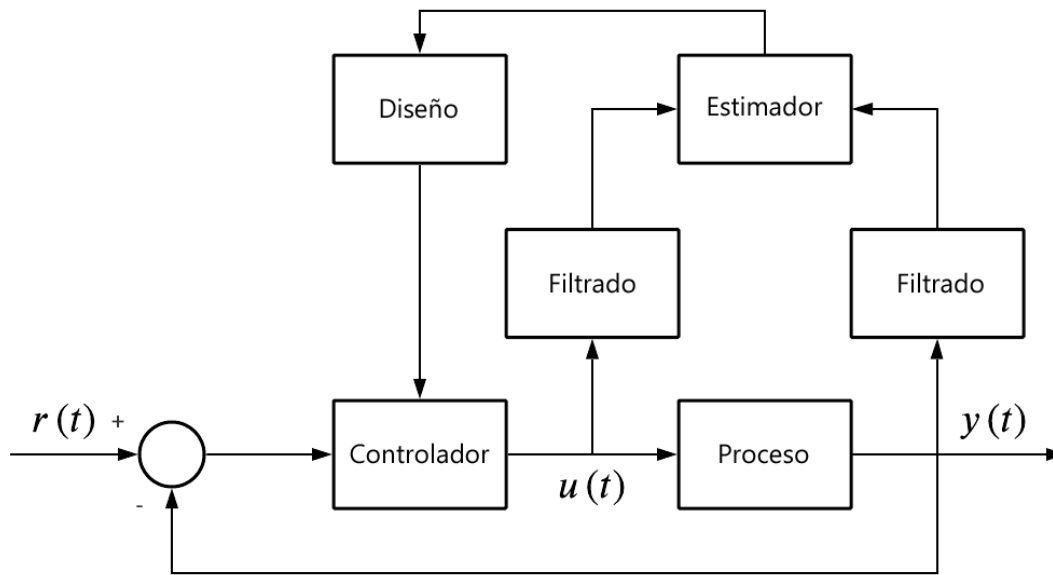 Diseño
Estimador
Filtrado
Filtrado
r(t)
+
-
Controlador
u(t)
Proceso
y(t)